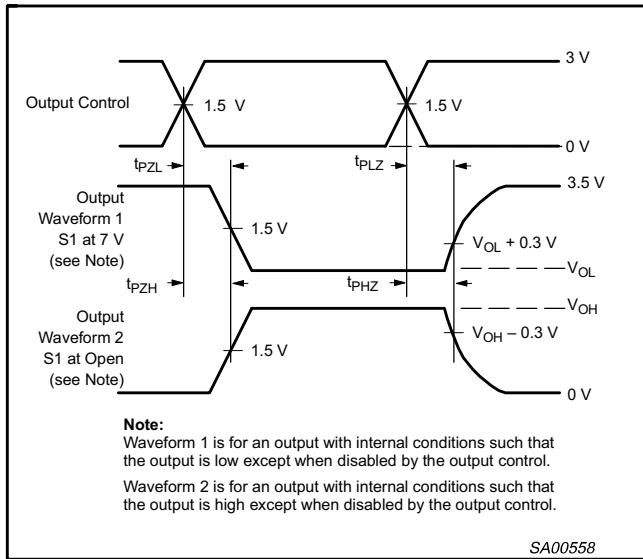 3 V
Output Control
1.5 V
1.5 V
0 V
tPZL
tPLZ
Output
Waveform 1
S1 at 7 V
(see Note)
3.5 V
1.5 V
VOL + 0.3 V
VOL
tPZH
tPHZ
VOH
Output
Waveform 2
S1 at Open
(see Note)
1.5 V
VOH – 0.3 V
0 V
Note:
Waveform 1 is for an output with internal conditions such that
the output is low except when disabled by the output control.
Waveform 2 is for an output with internal conditions such that
the output is high except when disabled by the output control.
SA00558